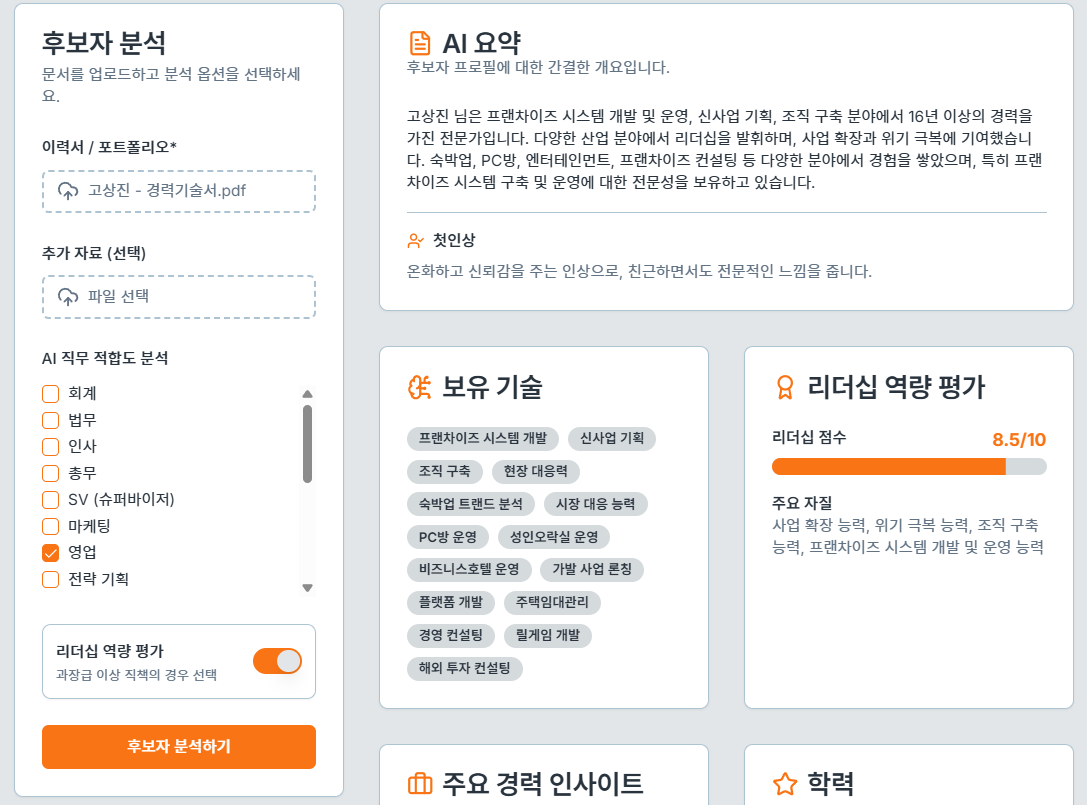 후보자 분석
문서를 업로드하고 분석 옵션을 선택하세
요.
이력서 / 포트폴리오*
고상진 - 경력기술서.pdf
추가 자료 (선택)
파일 선택
AI 직무 적합도 분석
회계
법무
인사
총무
SV (슈퍼바이저)
마케팅
영업
전략 기획
리더십 역량 평가
과장급 이상 직책의 경우 선택
후보자 분석하기
AI 요약
후보자 프로필에 대한 간결한 개요입니다.
고상진 님은 프랜차이즈 시스템 개발 및 운영, 신사업 기획, 조직 구축 분야에서 16년 이상의 경력을
가진 전문가입니다. 다양한 산업 분야에서 리더십을 발휘하며, 사업 확장과 위기 극복에 기여했습니
다. 숙박업, PC방, 엔터테인먼트, 프랜차이즈 컨설팅 등 다양한 분야에서 경험을 쌓았으며, 특히 프랜
차이즈 시스템 구축 및 운영에 대한 전문성을 보유하고 있습니다.
첫인상
온화하고 신뢰감을 주는 인상으로, 친근하면서도 전문적인 느낌을 줍니다.
보유 기술
프랜차이즈 시스템 개발 신사업 기획
조직 구축 현장 대응력
숙박업 트랜드 분석 시장 대응 능력
PC방 운영 성인오락실 운영
비즈니스호텔 운영 가발 사업 론칭
플랫폼 개발 주택임대관리
경영 컨설팅 릴게임 개발
해외 투자 컨설팅
리더십 역량 평가
리더십 점수 8.5/10
주요 자질
사업 확장 능력, 위기 극복 능력, 조직 구축
능력, 프랜차이즈 시스템 개발 및 운영 능력
주요 경력 인사이트
학력